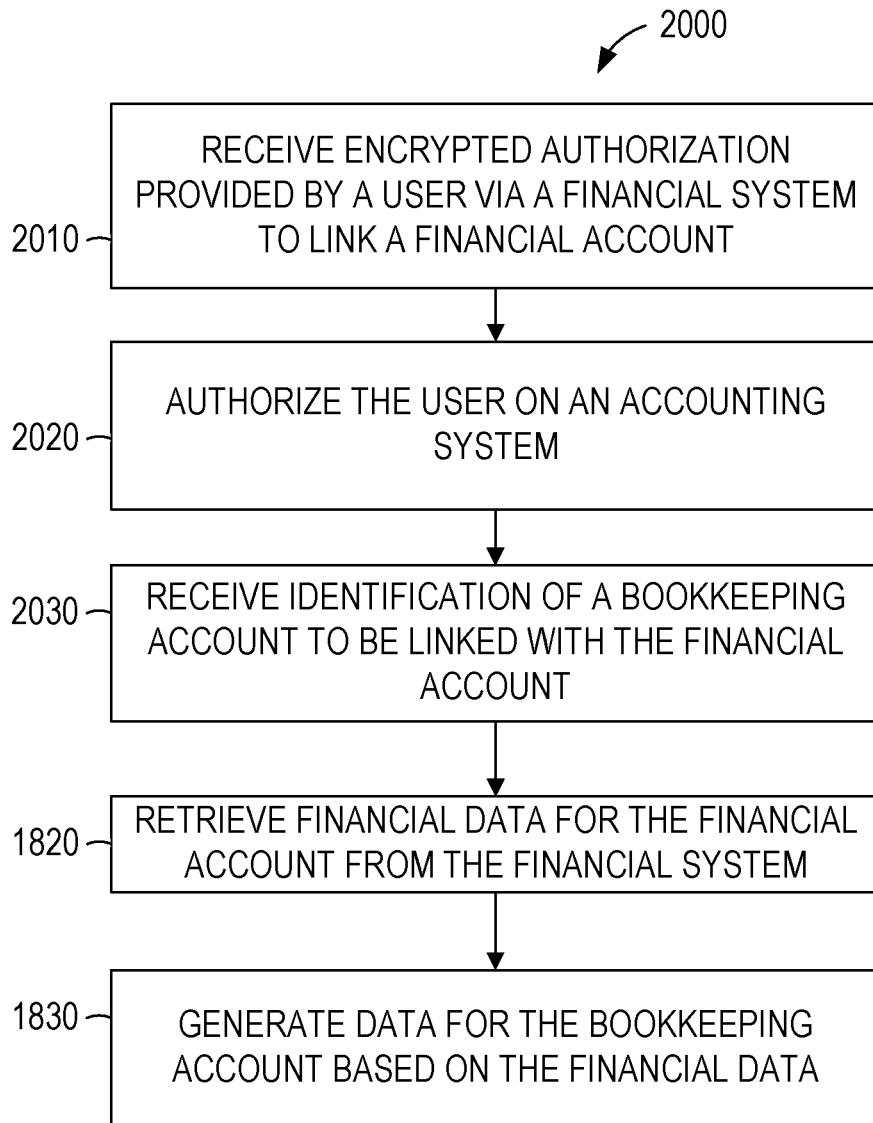 2000
RECEIVE ENCRYPTED AUTHORIZATION
PROVIDED BY A USER VIA A FINANCIAL SYSTEM
TO LINK A FINANCIAL ACCOUNT
2010
AUTHORIZE THE USER ON AN ACCOUNTING
SYSTEM
2020
RECEIVE IDENTIFICATION OF A BOOKKEEPING
ACCOUNT TO BE LINKED WITH THE FINANCIAL
ACCOUNT
2030
RETRIEVE FINANCIAL DATA FOR THE FINANCIAL
ACCOUNT FROM THE FINANCIAL SYSTEM
1820
GENERATE DATA FOR THE BOOKKEEPING
ACCOUNT BASED ON THE FINANCIAL DATA
1830